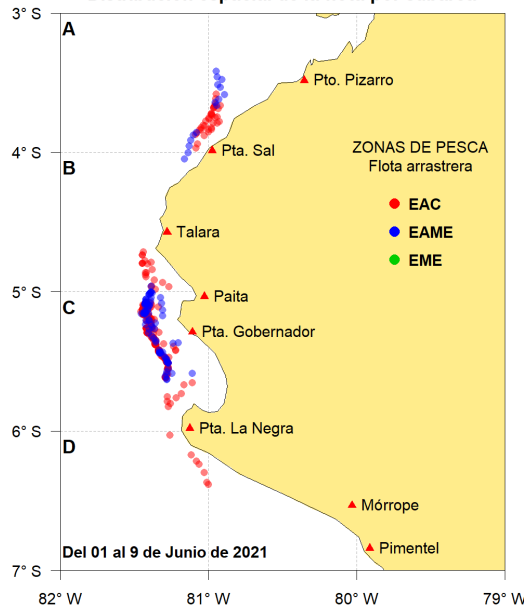 3° S
A
Pto. Pizarro
ZONAS DE PESCA
Flota arrastrera
Pta. Sal
4° S
B
EAC
Talara
EAME
EME
5° S
Paita
C
Pta. Gobernador
6° S
Pta. La Negra
D
Mórrope
Del 01 al 9 de Junio de 2021
Pimentel
7° S
82° W
81° W
80° W
79° W